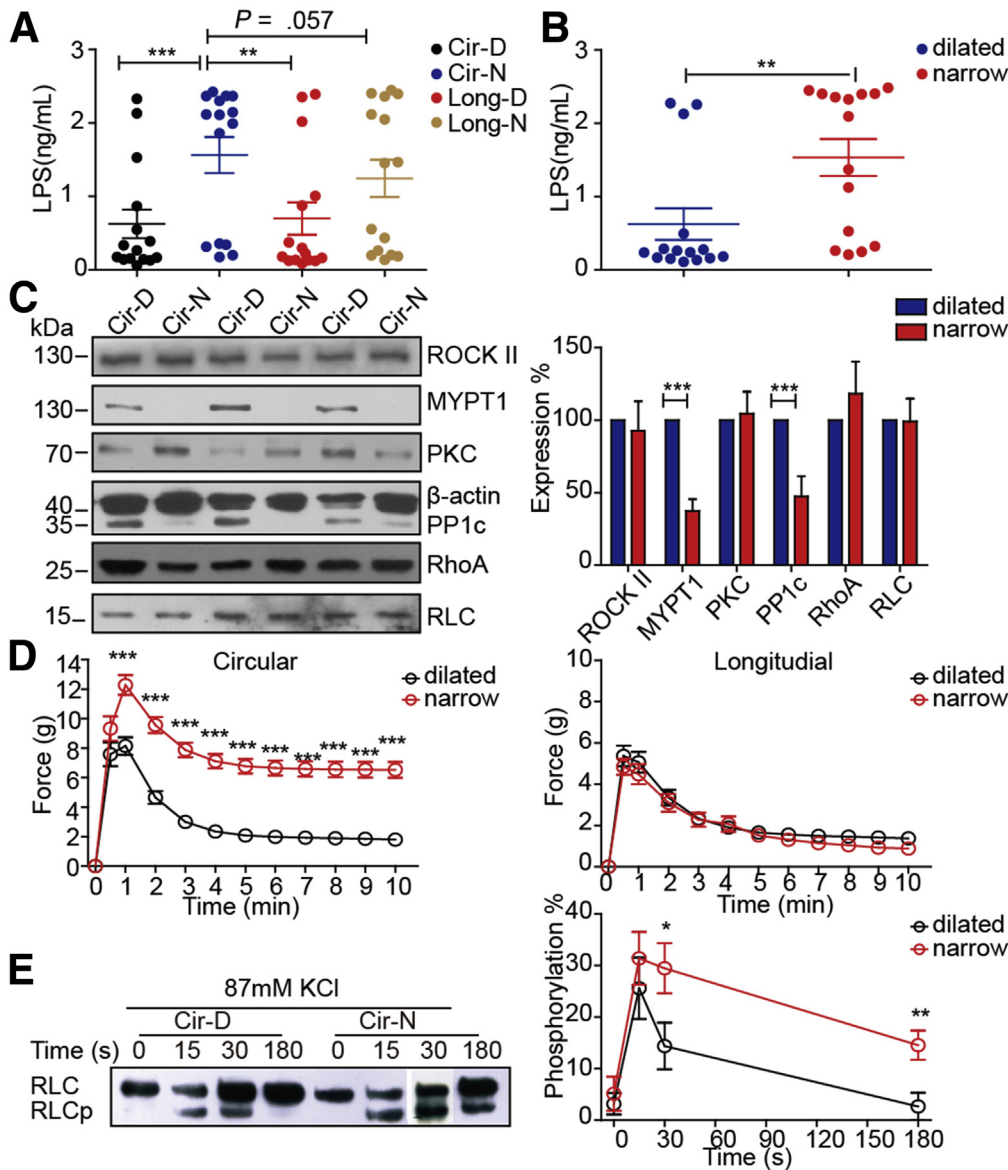 A
P = .057
***
**
LPS(ng/mL)
3
2
1
0
Cir-D
Cir-N
Long-D
Long-N
B
**
LPS(ng/mL)
3
2
1
0
dilated
narrow
C
kDa
Cir-D
Cir-N
Cir-D
Cir-N
Cir-D
Cir-N
130
ROCK II
130
MYPT1
70
PKC
40
β-actin
35
PP1c
25
RhoA
15
RLC
dilated
narrow
Expression %
150
100
50
0
***
***
ROCK II
MYPT1
PKC
PP1c
RhoA
RLC
D
Circular
dilated
narrow
Force (g)
14
12
10
8
6
4
2
0
*** *** *** *** *** *** *** *** *** ***
0 1 2 3 4 5 6 7 8 9 10
Time (min)
Longitudial
dilated
narrow
Force (g)
10
8
6
4
2
0
0 1 2 3 4 5 6 7 8 9 10
Time (min)
E
87mM KCl
Cir-D Cir-N
Time (s) 0 15 30 180 0 15 30 180
RLC
RLCp
dilated
narrow
Phosphorylation %
40
30
20
10
0
*
**
0 30 60 90 120 150 180
Time (s)